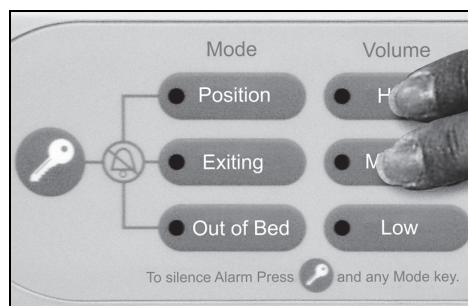 Mode Volume
Position H
Exiting M
Out of Bed Low
To silence Alarm Press and any Mode key.